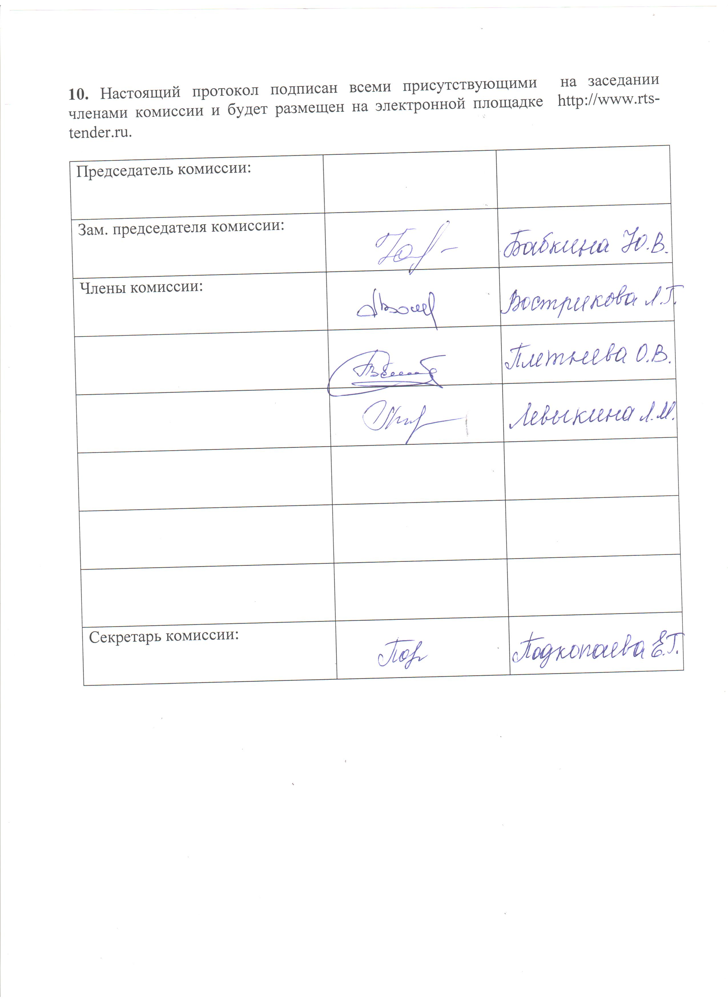 10. Настоящий протокол подписан всеми присутствующими на заседании
членами комиссии и будет размещен на электронной площадке http://www.rts-
tender.ru.
Председатель комиссии:
Зам. председателя комиссии: Бабкина Ю.В.
Члены комиссии: Вострикова Л.Г.
Плетнева О.В.
Левыкина Л.М.
Секретарь комиссии: Подкопаева Е.Г.